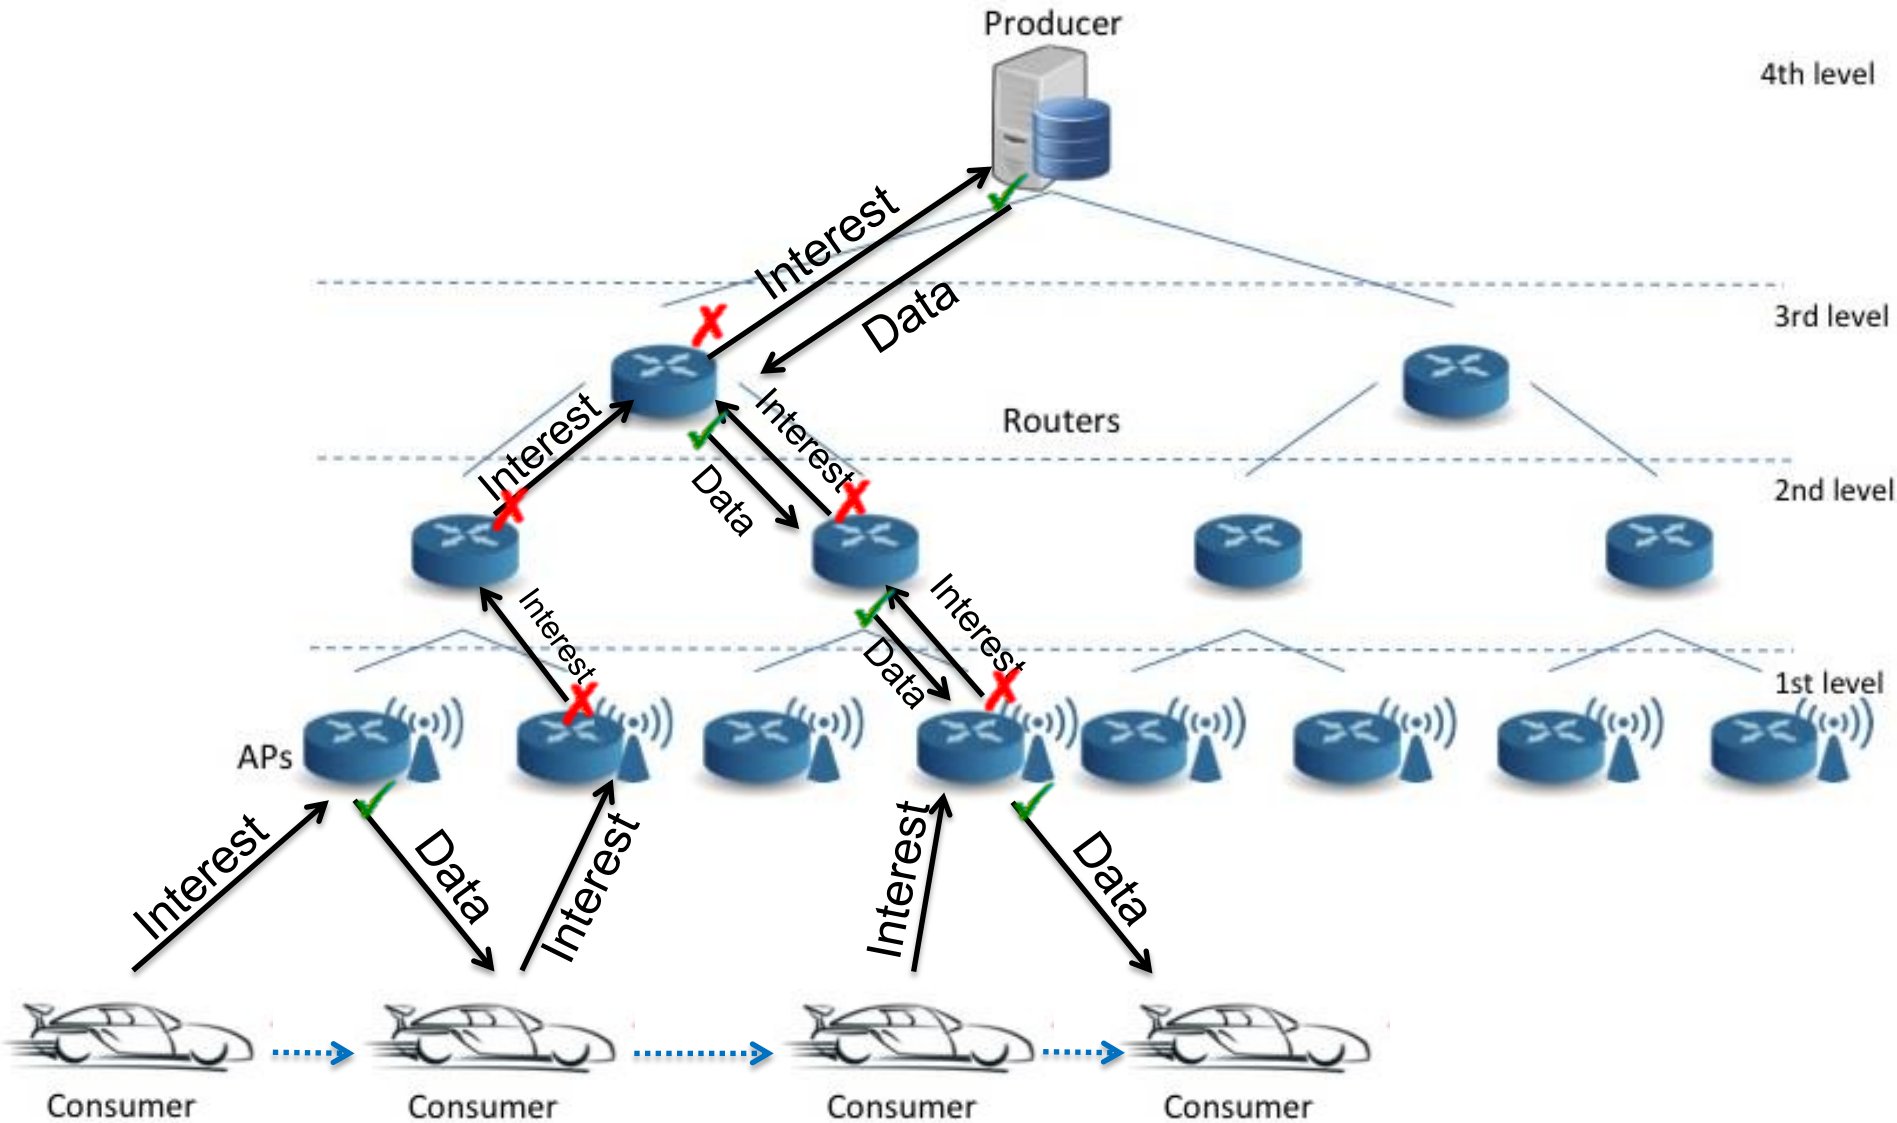 Producer
4th level
Interest
Data
3rd level
Interest
Interest
Routers
Data
2nd level
Interest
Interest
Data
1st level
APs
Interest
Data
Interest
Interest
Data
Consumer
Consumer
Consumer
Consumer